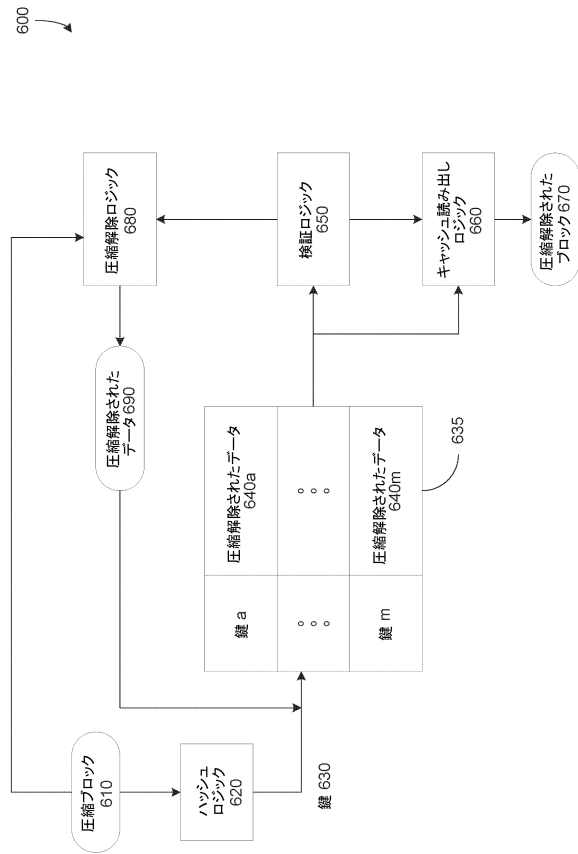 600
圧縮ブロック
610
ハッシュ
ロジック
620
鍵 630
圧縮解除された
データ 690
鍵 a
圧縮解除されたデータ
640a
○ ○ ○
○ ○ ○
鍵 m
圧縮解除されたデータ
640m
635
圧縮解除ロジック
680
検証ロジック
650
キャッシュ読み出し
ロジック
660
圧縮解除された
ブロック 670